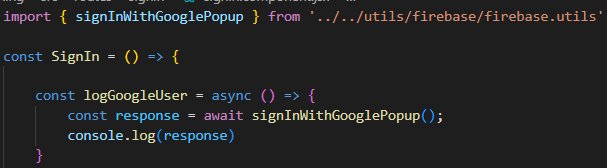 import { signInWithGooglePopup } from '../../utils/firebase/firebase.utils'
const SignIn = () => {
const logGoogleUser = async () => {
const response = await signInWithGooglePopup();
console.log(response)
}